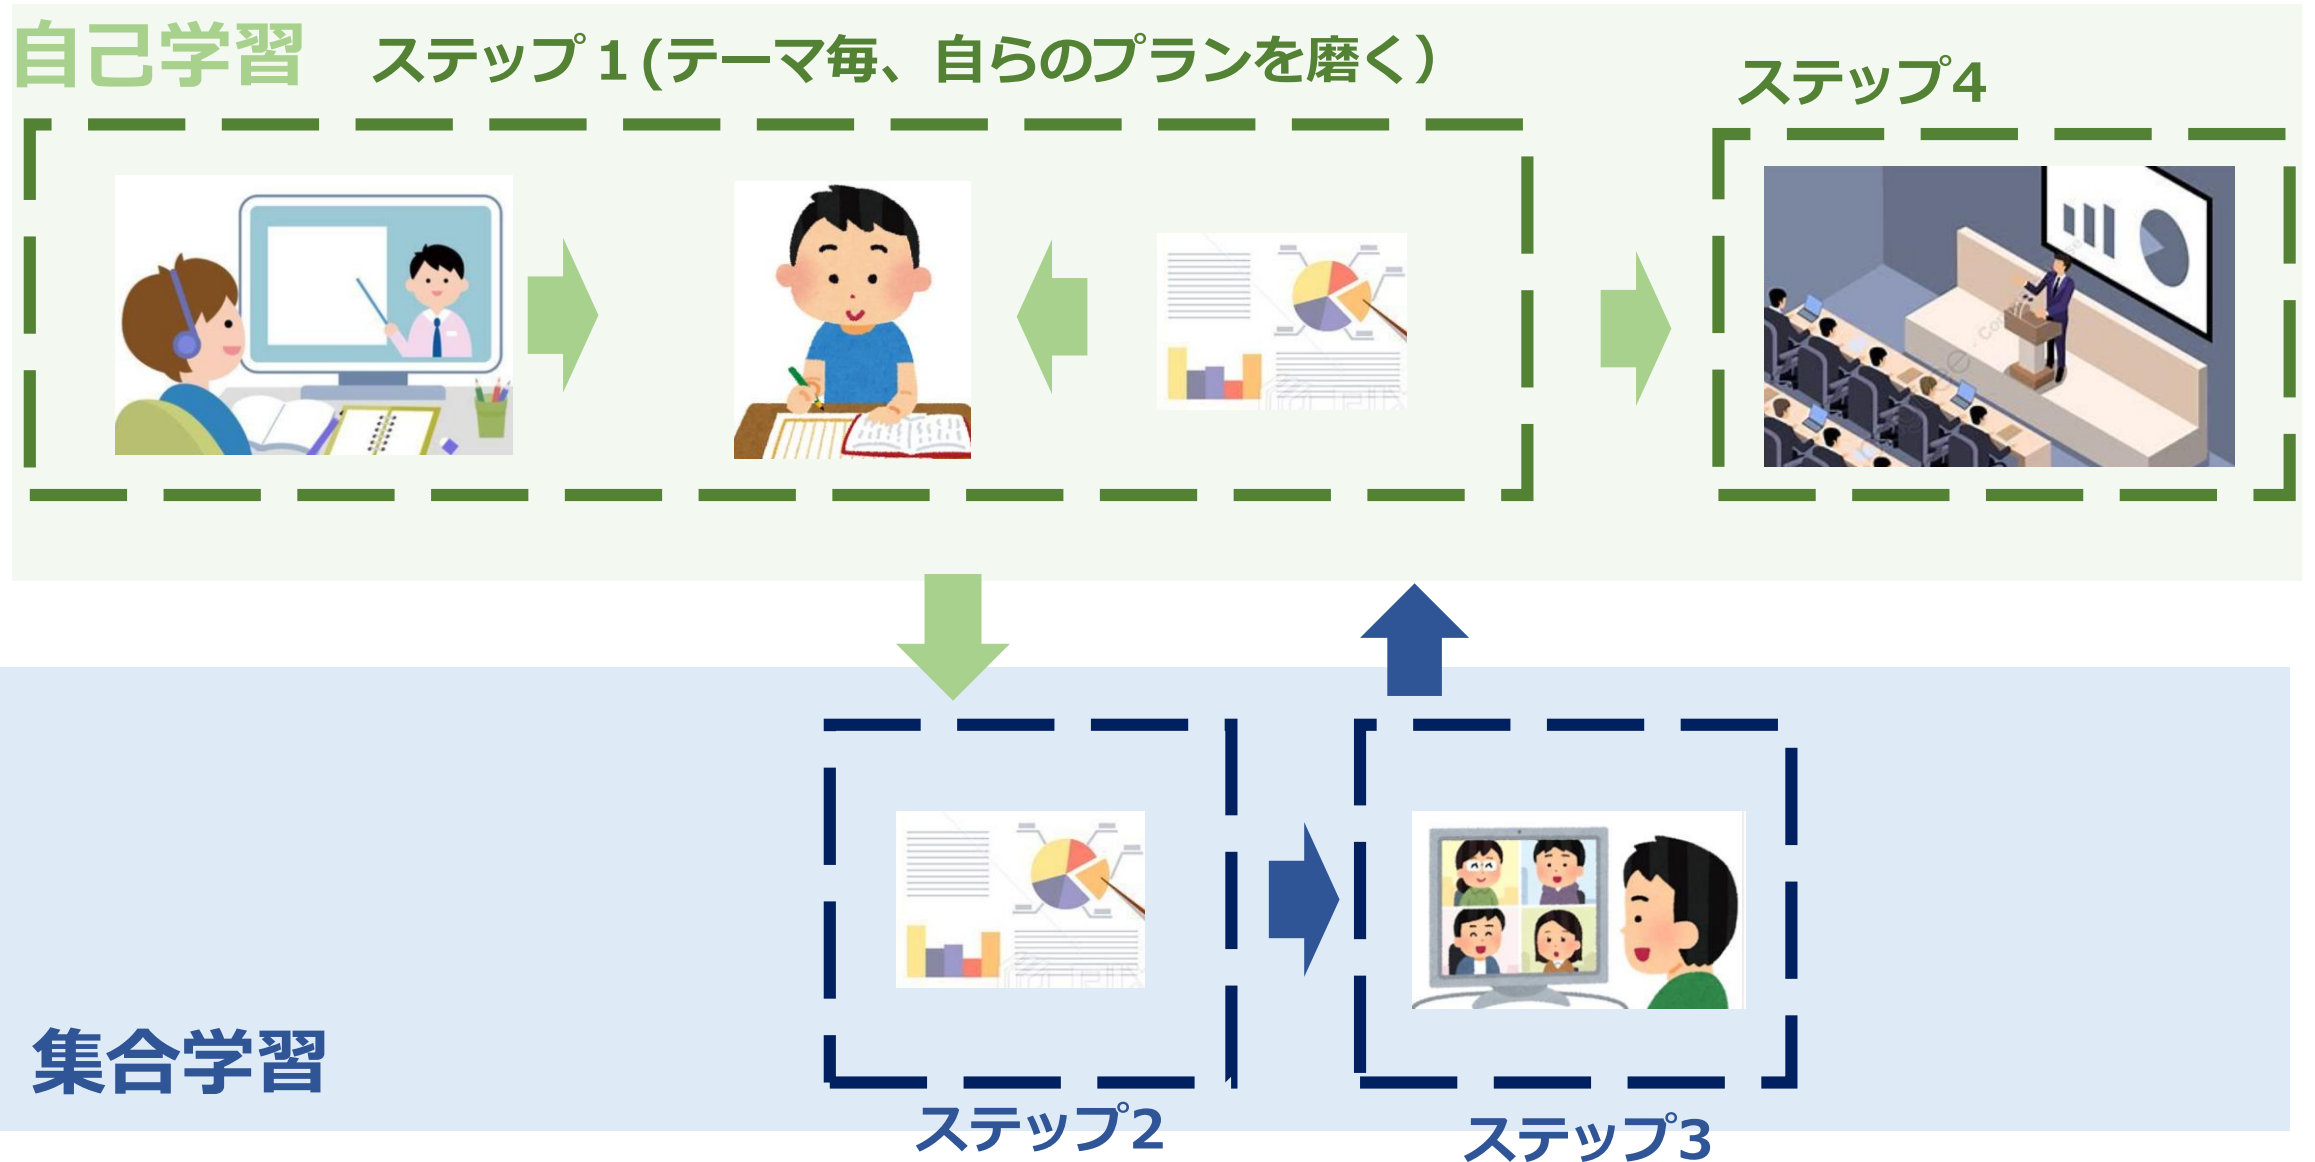 自己学習
ステップ１(テーマ毎、自らのプランを磨く）
ステップ4
集合学習
ステップ2
ステップ3